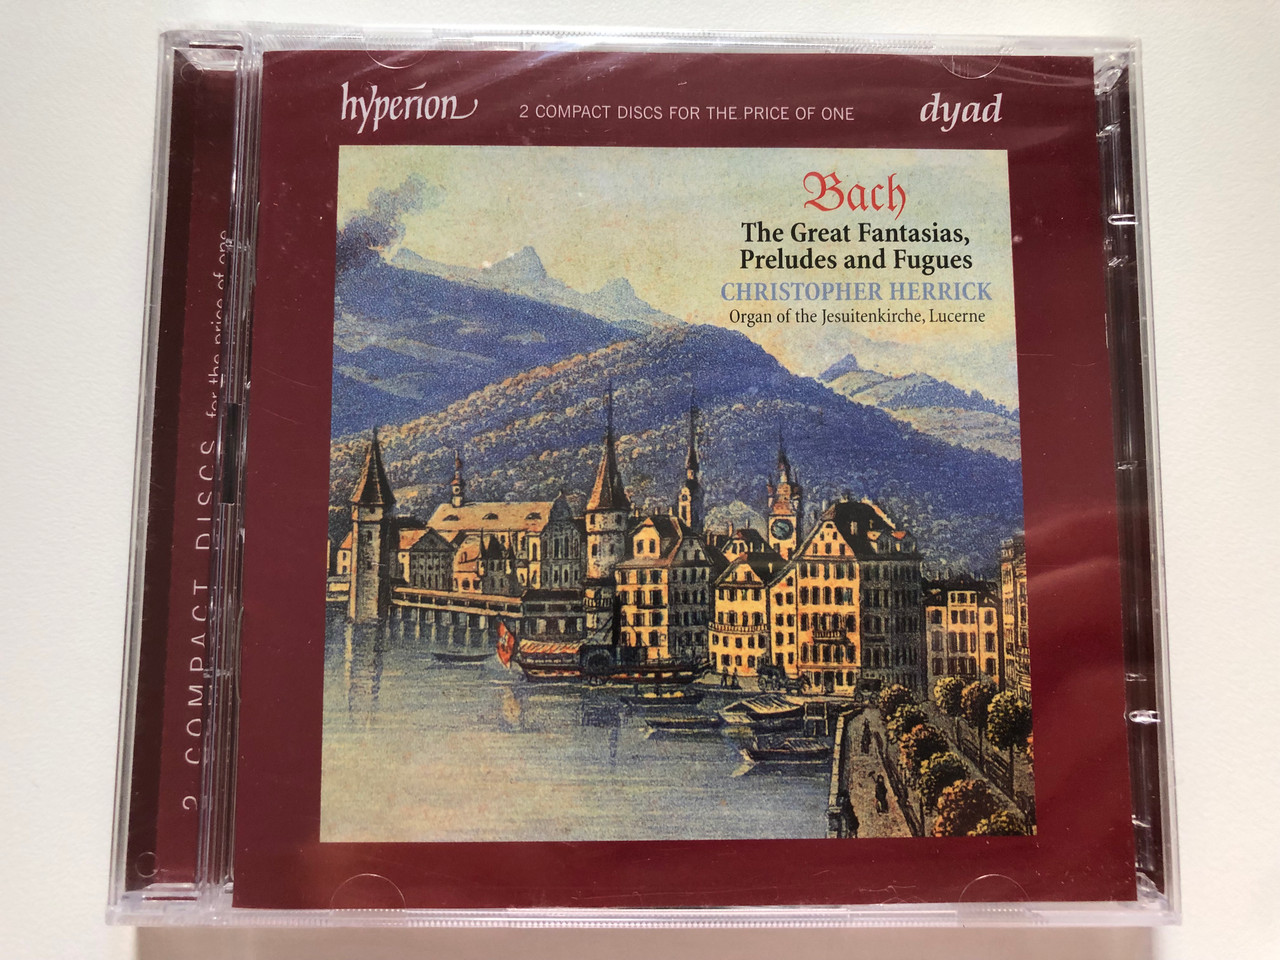 hyperion
2 COMPACT DISCS FOR THE PRICE OF ONE
dyad
Bach
The Great Fantasias,
Preludes and Fugues
CHRISTOPHER HERRICK
Organ of the Jesuitenkirche, Lucerne
2 COMPACT DISCS for the price of one